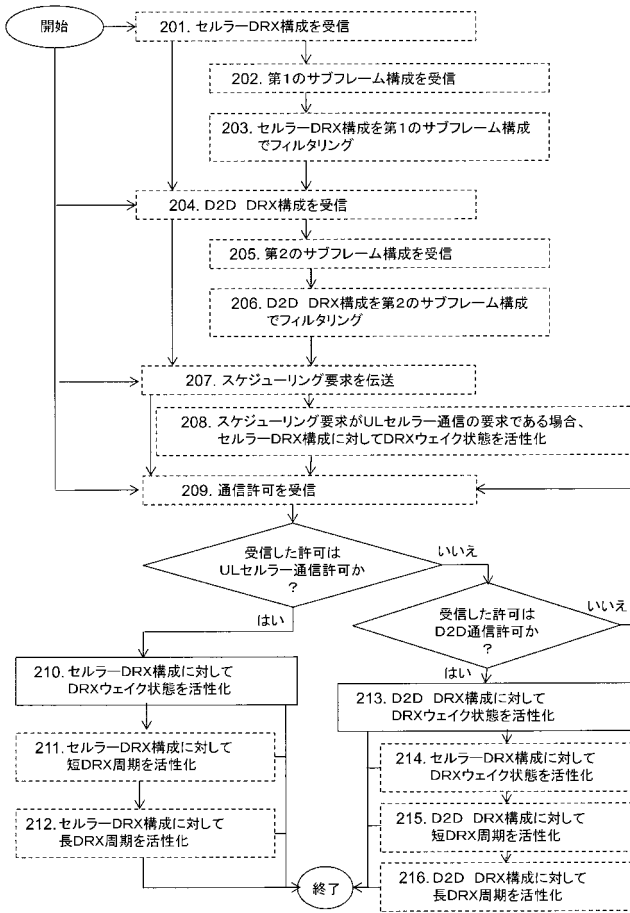 開始
201. セルラーDRX構成を受信
202. 第1のサブフレーム構成を受信
203. セルラーDRX構成を第1のサブフレーム構成
でフィルタリング
204. D2D DRX構成を受信
205. 第2のサブフレーム構成を受信
206. D2D DRX構成を第2のサブフレーム構成
でフィルタリング
207. スケジューリング要求を伝送
208. スケジューリング要求がULセルラー通信の要求である場合、
セルラーDRX構成に対してDRXウェイク状態を活性化
209. 通信許可を受信
受信した許可は
ULセルラー通信許可か
?
いいえ
はい
受信した許可は
D2D通信許可か
?
いいえ
はい
210. セルラーDRX構成に対して
DRXウェイク状態を活性化
211. セルラーDRX構成に対して
短DRX周期を活性化
212. セルラーDRX構成に対して
長DRX周期を活性化
213. D2D DRX構成に対して
DRXウェイク状態を活性化
214. セルラーDRX構成に対して
DRXウェイク状態を活性化
215. D2D DRX構成に対して
短DRX周期を活性化
216. D2D DRX構成に対して
長DRX周期を活性化
終了